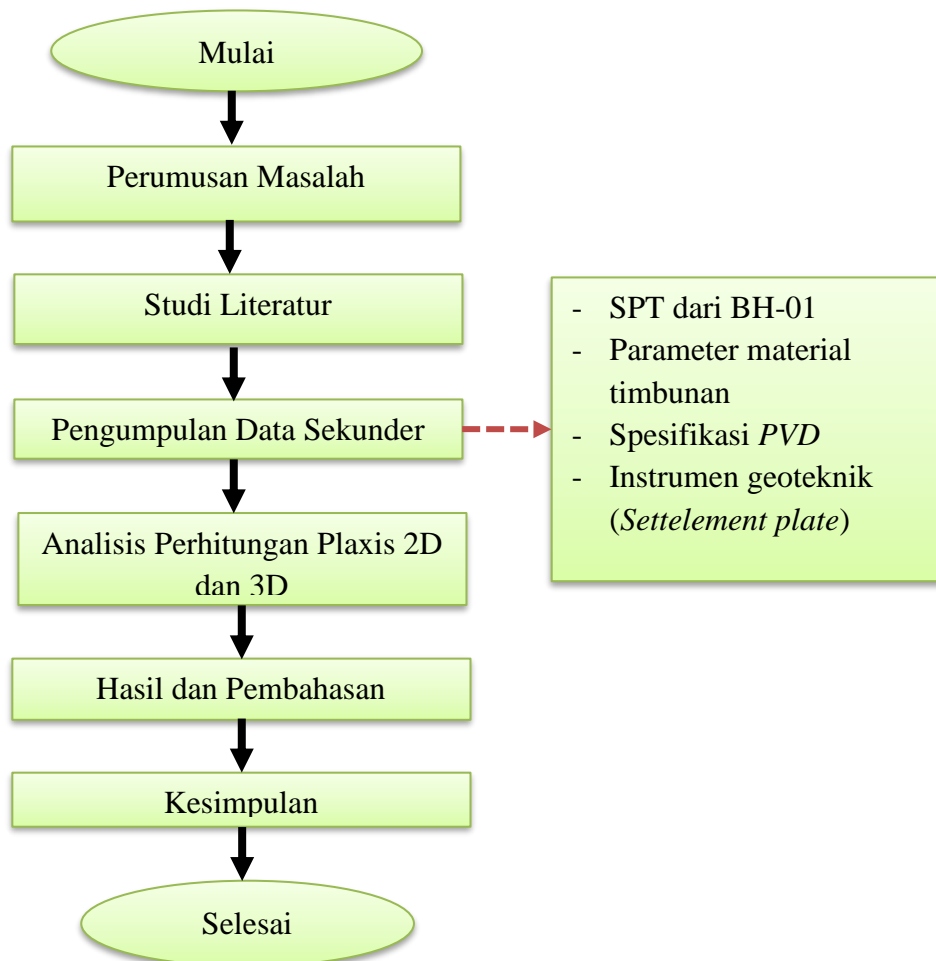 Mulai
Perumusan Masalah
Studi Literatur
Pengumpulan Data Sekunder
- SPT dari BH-01
- Parameter material
timbunan
- Spesifikasi PVD
- Instrumen geoteknik
(Settelement plate)
Analisis Perhitungan Plaxis 2D
dan 3D
Hasil dan Pembahasan
Kesimpulan
Selesai